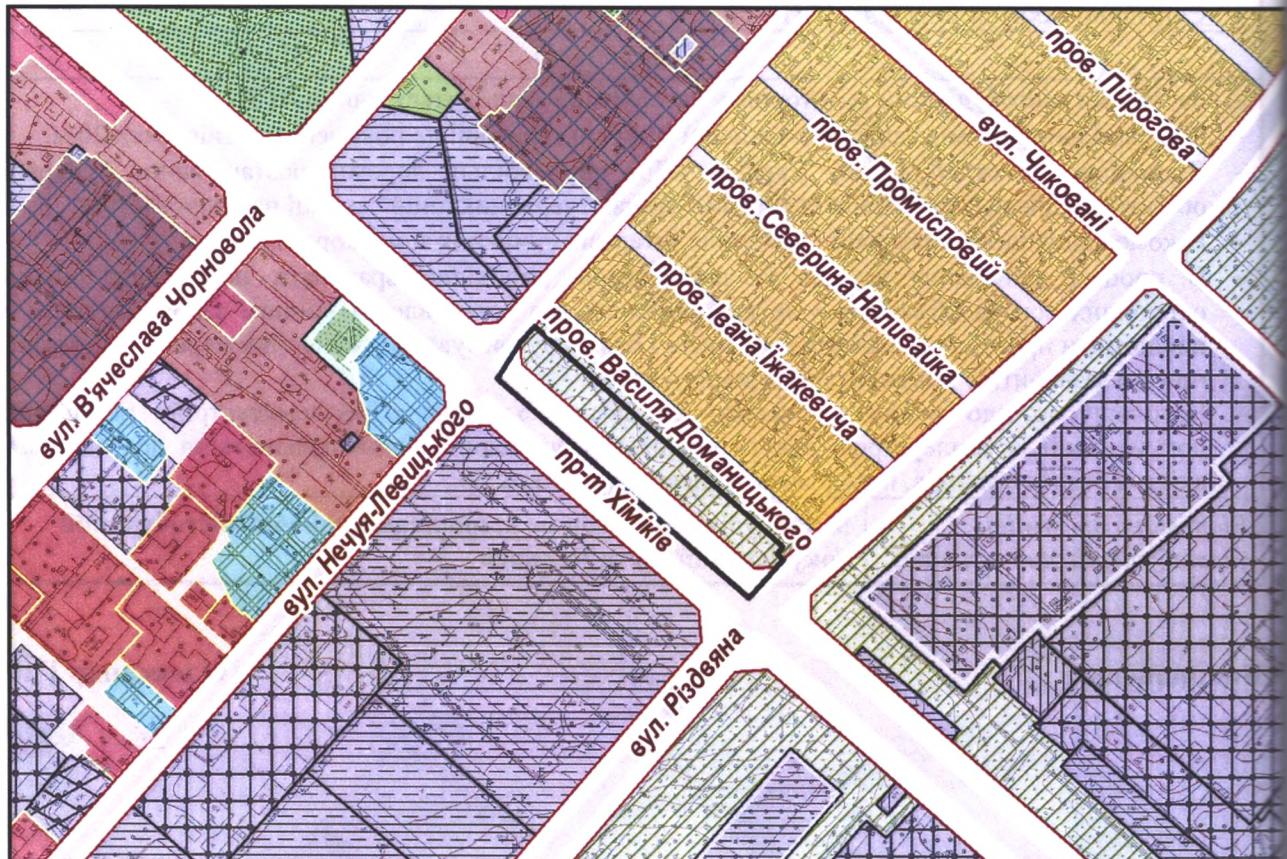 пров. Пирогова
вул. Чиковані
пров. Промисловий
пров. Северина Наливайка
пров. Івана Їжакевича
пров. Василя Доманицького
пр-т Хіміків
вул. В'ячеслава Чорновола
вул. Нечуя-Левицького
вул. Різдвяна